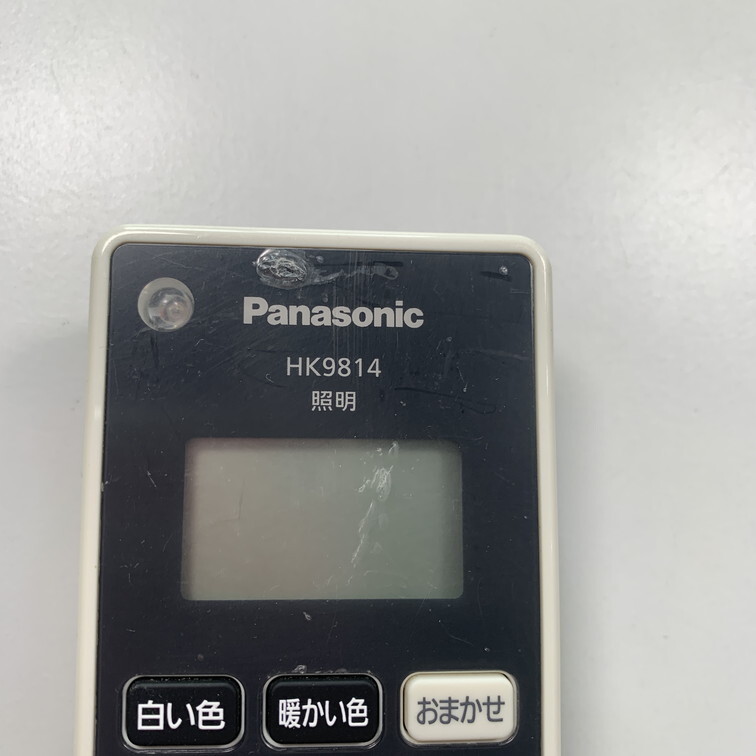 Panasonic
HK9814
照明
白い色 暖かい色 おまかせ